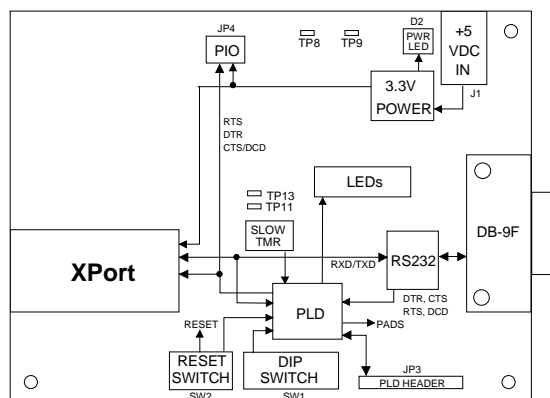 JP4
PIO
TP8
TP9
D2
PWR
LED
+5
VDC
IN
J1
3.3V
POWER
RTS
DTR
CTS/DCD
LEDs
TP13
TP11
SLOW
TMR
XPort
RXD/TXD
RS232
DB-9F
PLD
DTR, CTS
RTS, DCD
PADS
RESET
RESET
SWITCH
SW2
DIP
SWITCH
SW1
JP3
PLD HEADER